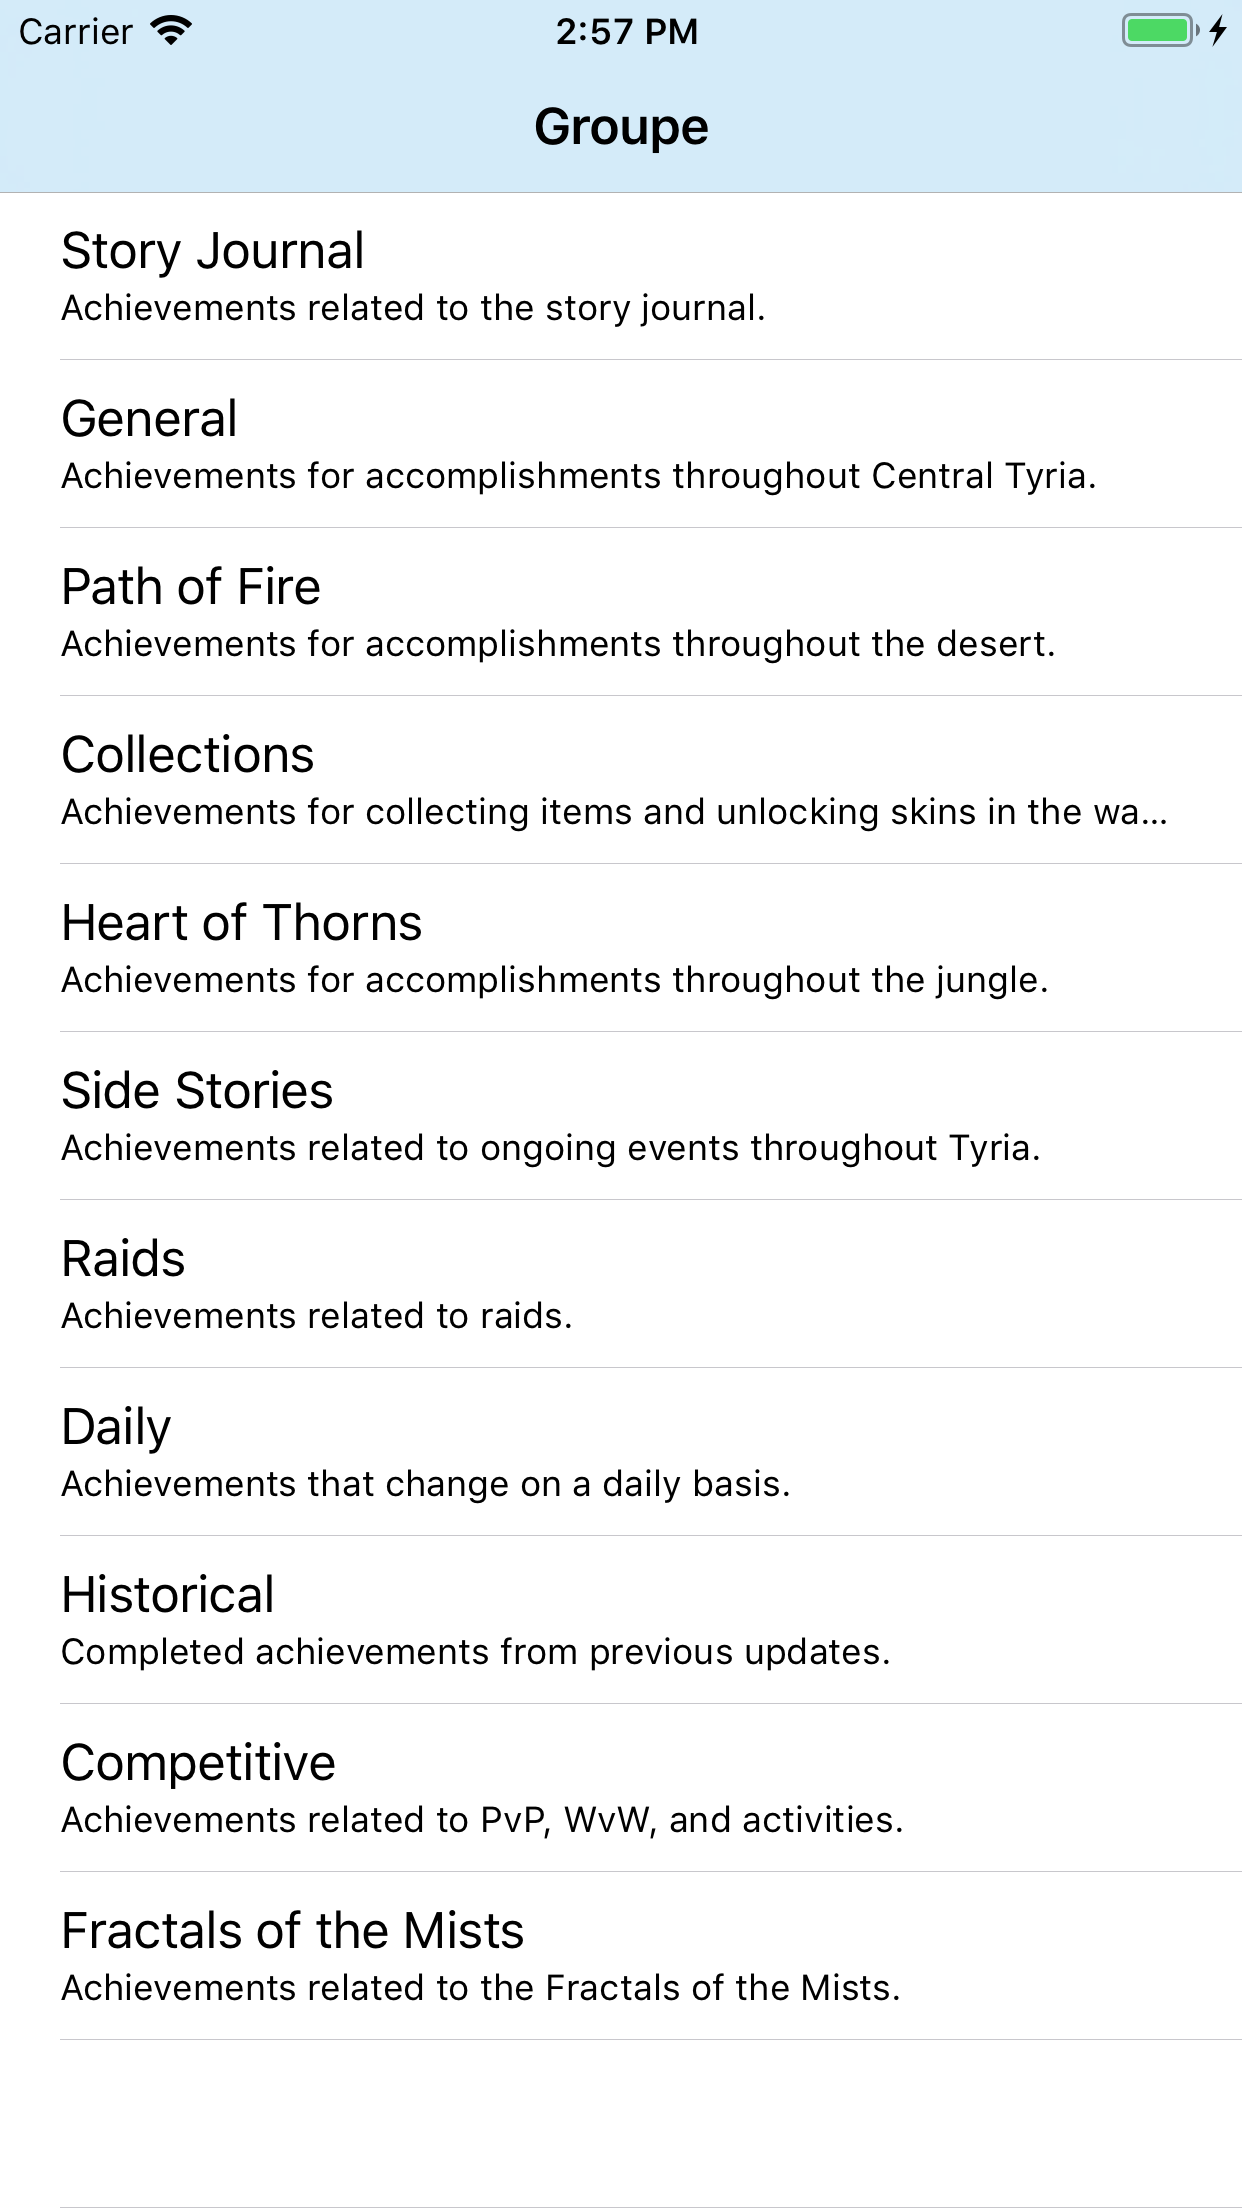 Carrier 2:57 PM
Groupe
Story Journal
Achievements related to the story journal.
General
Achievements for accomplishments throughout Central Tyria.
Path of Fire
Achievements for accomplishments throughout the desert.
Collections
Achievements for collecting items and unlocking skins in the wa...
Heart of Thorns
Achievements for accomplishments throughout the jungle.
Side Stories
Achievements related to ongoing events throughout Tyria.
Raids
Achievements related to raids.
Daily
Achievements that change on a daily basis.
Historical
Completed achievements from previous updates.
Competitive
Achievements related to PvP, WvW, and activities.
Fractals of the Mists
Achievements related to the Fractals of the Mists.